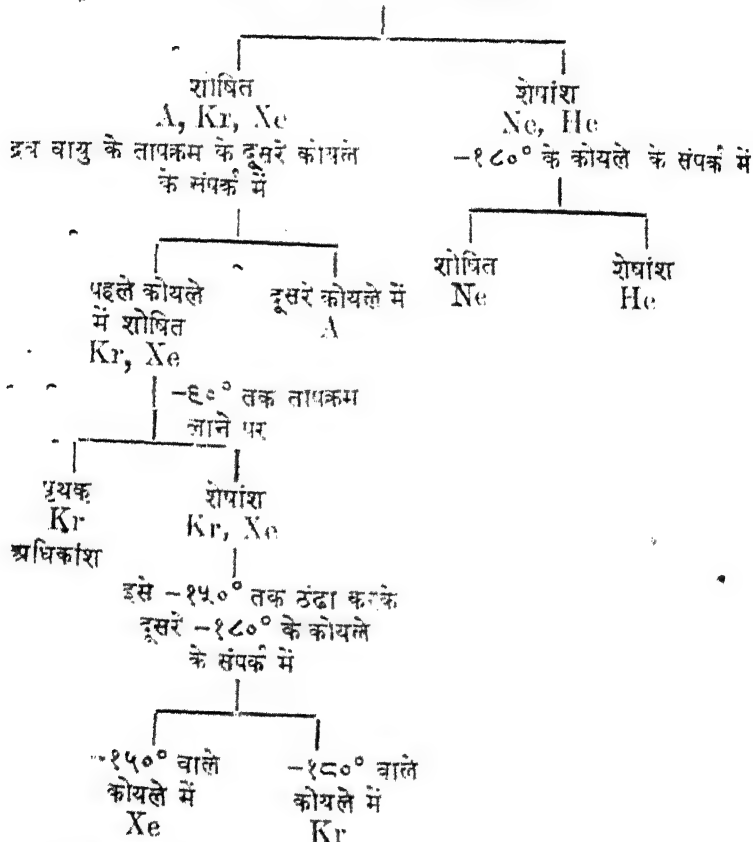 शोषित
A, Kr, Xe
द्रव वायु के तापक्रम के दूसरे कोयले
के संपर्क में
शेषांश
Ne, He
-१८०° के कोयले के संपर्क में
शोषित
Ne
शेषांश
He
पहले कोयले
में शोषित
Kr, Xe
दूसरे कोयले में
A
-९०° तक तापक्रम
लाने पर
पृथक्
Kr
अधिकांश
शेषांश
Kr, Xe
इसे -१५०° तक ठंढा करके
दूसरे -१८०° के कोयले
के संपर्क में
-१५०° वाले
कोयले में
Xe
-१८०° वाले
कोयले में
Kr